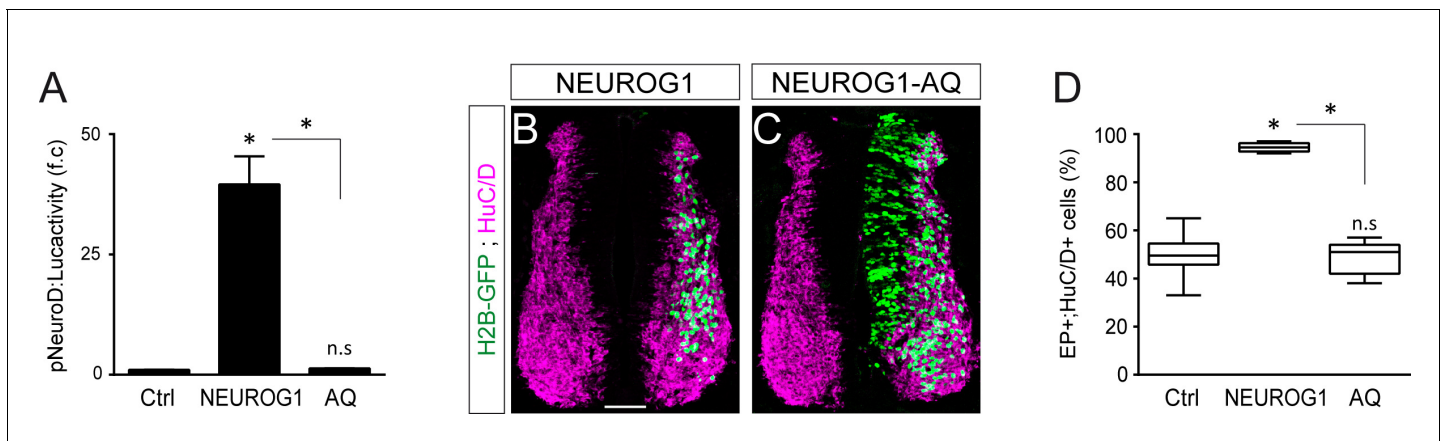 A
pNeuroD:Lucactivity (f.c)
50
25
0
*
*
n.s
Ctrl NEUROG1 AQ
H2B-GFP ; HuC/D
NEUROG1
B
NEUROG1-AQ
C
D
EP+;HuC/D+ cells (%)
100
80
60
40
20
0
*
*
n.s
Ctrl NEUROG1 AQ